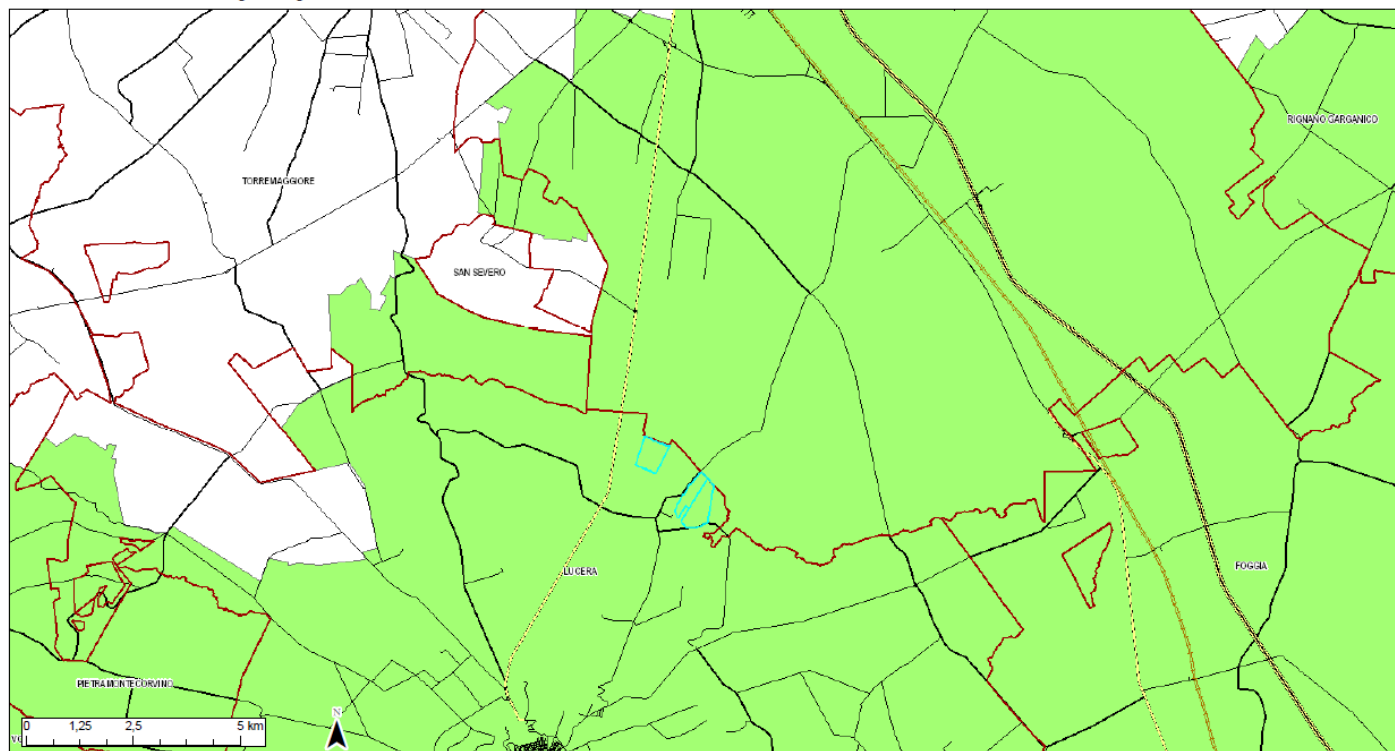 RIGNANO GARGANICO
TORREMAGGIORE
SAN SEVERO
LUCERA
FOGGIA
PIETRAMONTECORVINO
0 1,25 2,5 5 km
N